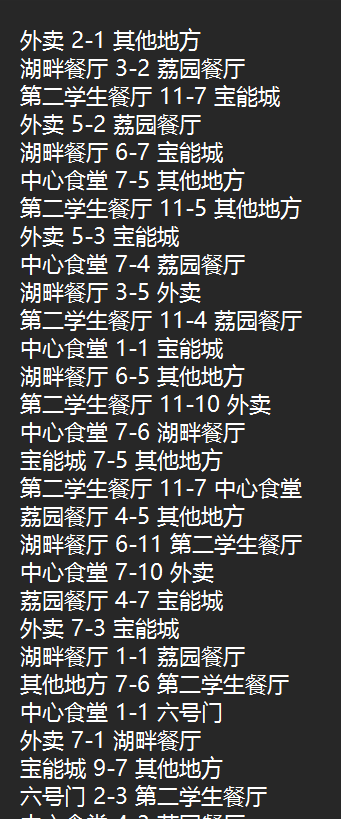 外卖 2-1 其他地方
湖畔餐厅 3-2 荔园餐厅
第二学生餐厅 11-7 宝能城
外卖 5-2 荔园餐厅
湖畔餐厅 6-7 宝能城
中心食堂 7-5 其他地方
第二学生餐厅 11-5 其他地方
外卖 5-3 宝能城
中心食堂 7-4 荔园餐厅
湖畔餐厅 3-5 外卖
第二学生餐厅 11-4 荔园餐厅
中心食堂 1-1 宝能城
湖畔餐厅 6-5 其他地方
第二学生餐厅 11-10 外卖
中心食堂 7-6 湖畔餐厅
宝能城 7-5 其他地方
第二学生餐厅 11-7 中心食堂
荔园餐厅 4-5 其他地方
湖畔餐厅 6-11 第二学生餐厅
中心食堂 7-10 外卖
荔园餐厅 4-7 宝能城
外卖 7-3 宝能城
湖畔餐厅 1-1 荔园餐厅
其他地方 7-6 第二学生餐厅
中心食堂 1-1 六号门
外卖 7-1 湖畔餐厅
宝能城 9-7 其他地方
六号门 2-3 第二学生餐厅